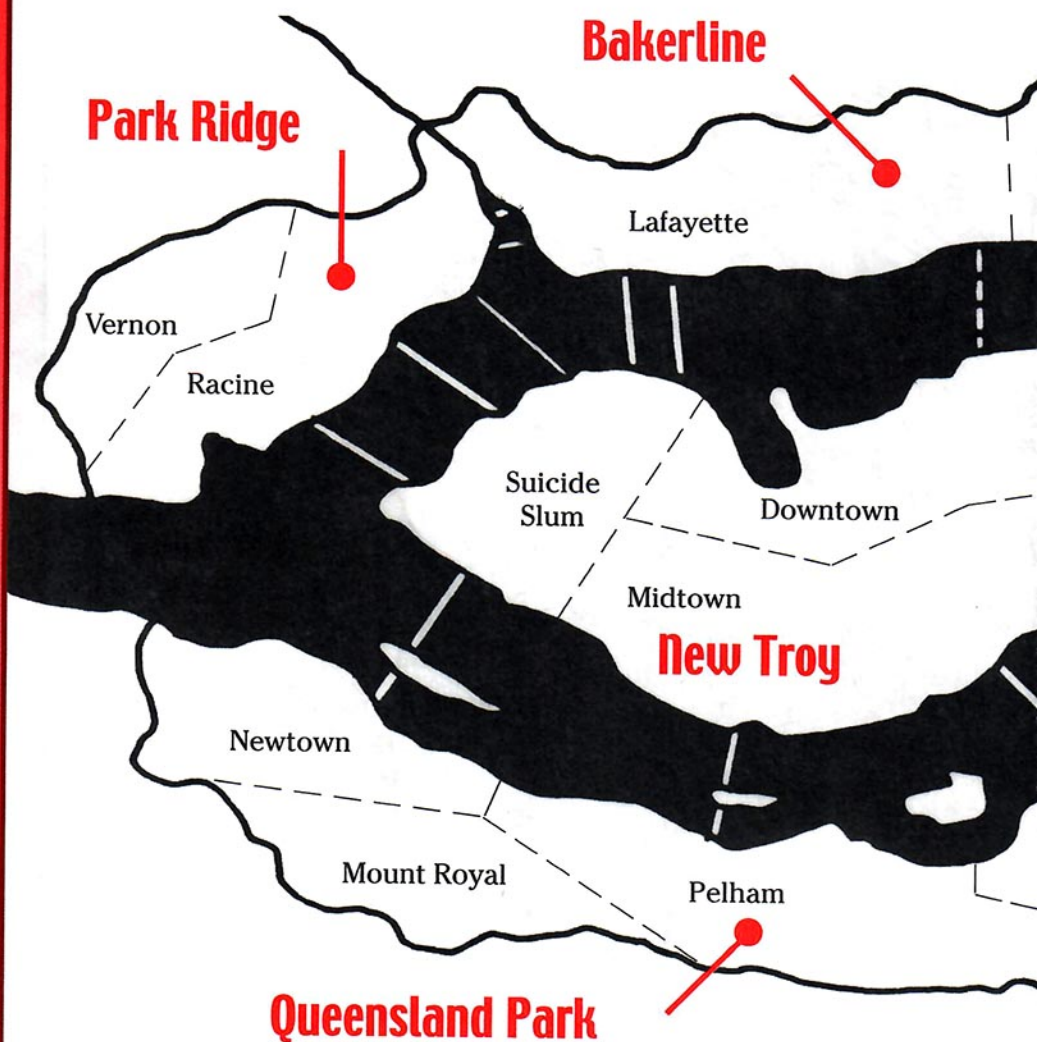 Bakerline
Park Ridge
Lafayette
Vernon
Racine
Suicide
Slum
Downtown
Midtown
New Troy
Newtown
Mount Royal
Pelham
Queensland Park